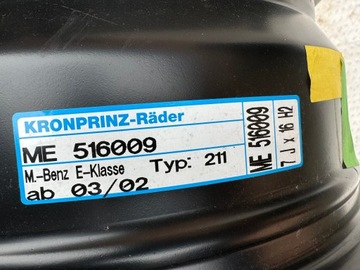 KRONPRINZ-Räder
ME 516009
M.-Benz E-Klasse Typ: 211
ab 03/02
ME 516009
7 J x 16 H2